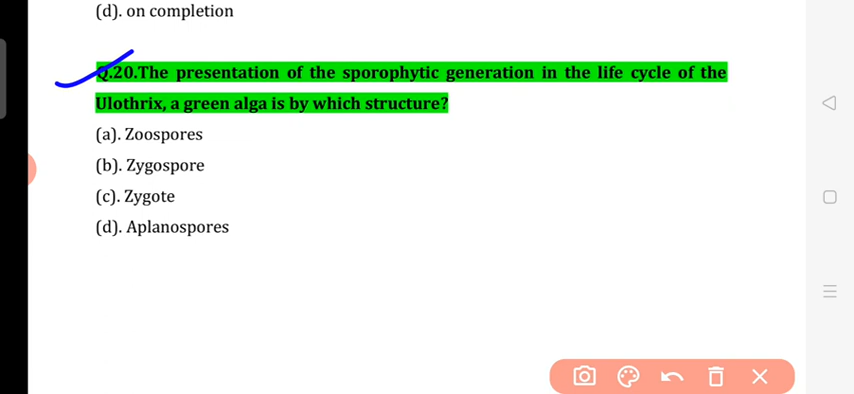 (d). on completion
Q.20.The presentation of the sporophytic generation in the life cycle of the
Ulothrix, a green alga is by which structure?
(a). Zoospores
(b). Zygospore
(c). Zygote
(d). Aplanospores